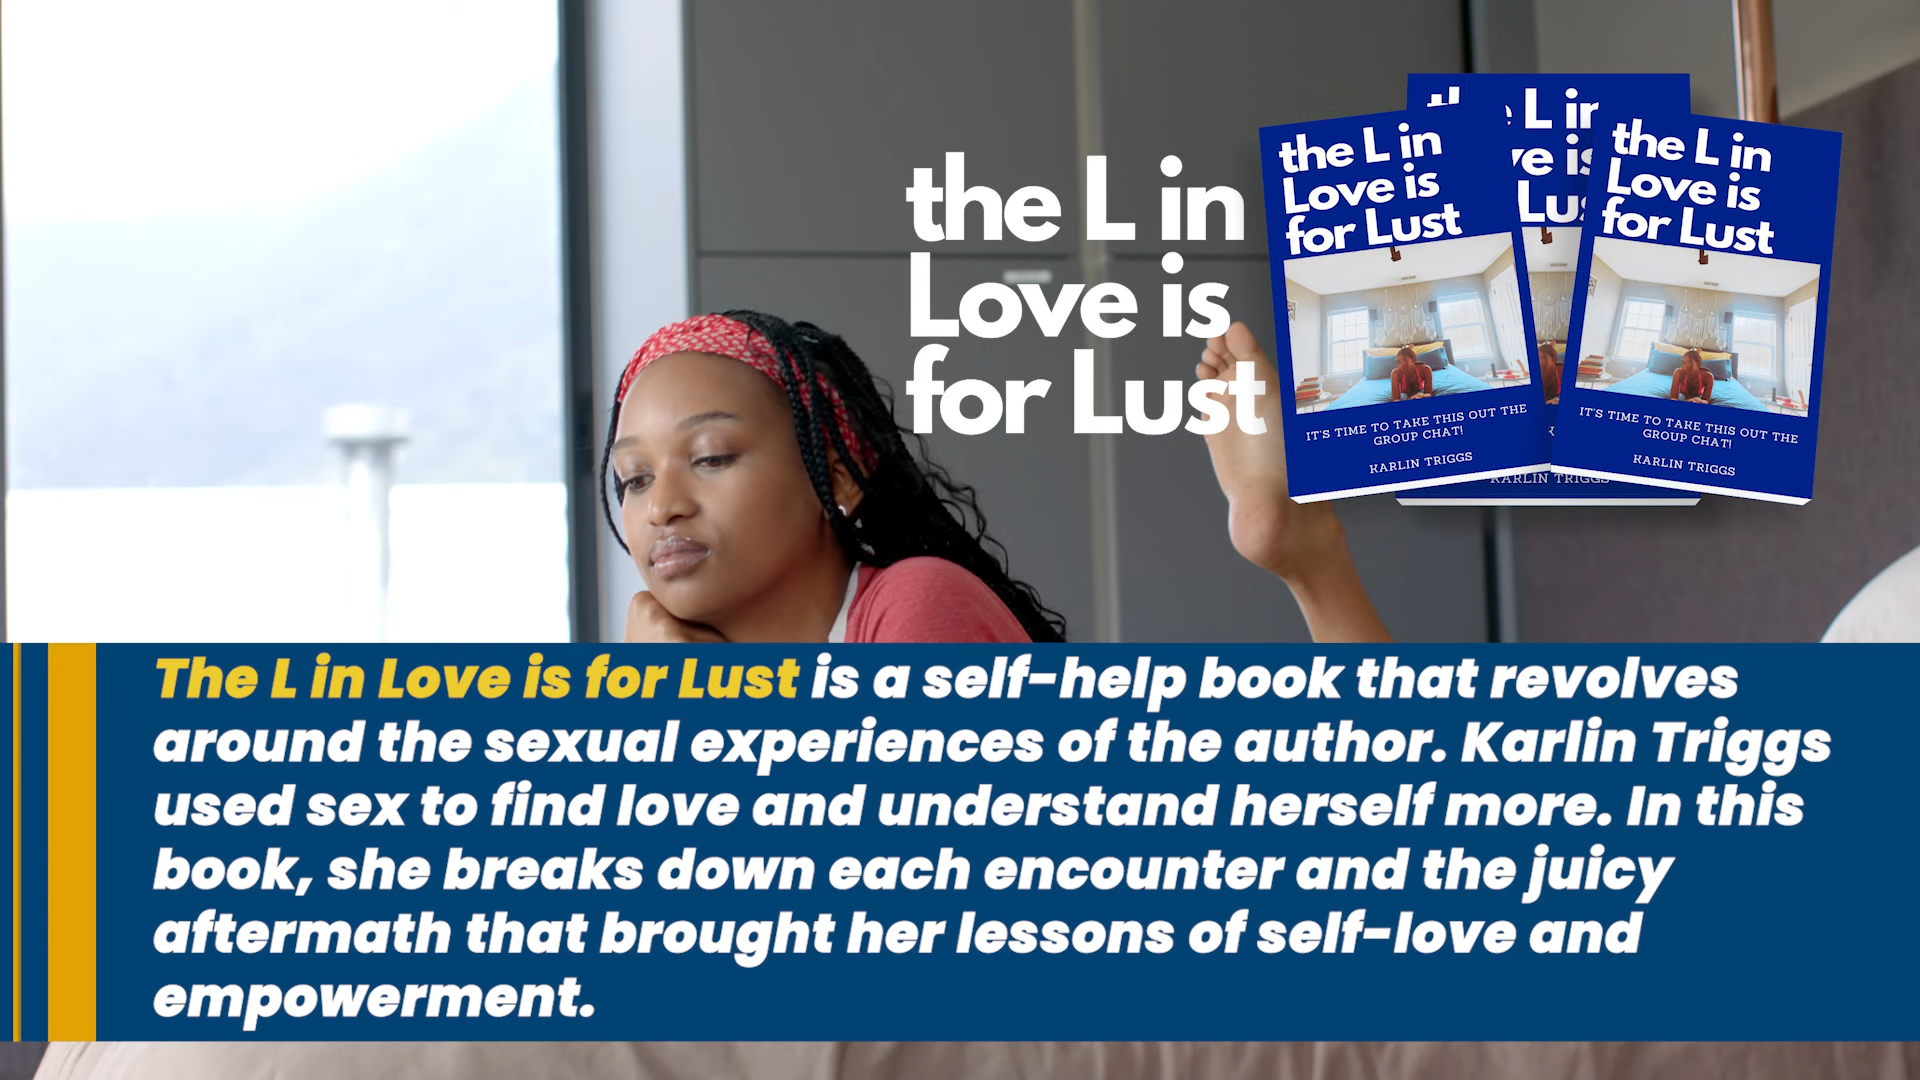 the L in
Love is
for Lust
the L in
Love is
for Lust
IT'S TIME TO TAKE THIS OUT THE
GROUP CHAT!
KARLIN TRIGGS
L in
is
KARLIN TRIGGS
the L in
Love is
for Lust
IT'S TIME TO TAKE THIS OUT THE
GROUP CHAT!
KARLIN TRIGGS
The L in Love is for Lust is a self-help book that revolves
around the sexual experiences of the author. Karlin Triggs
used sex to find love and understand herself more. In this
book, she breaks down each encounter and the juicy
aftermath that brought her lessons of self-love and
empowerment.